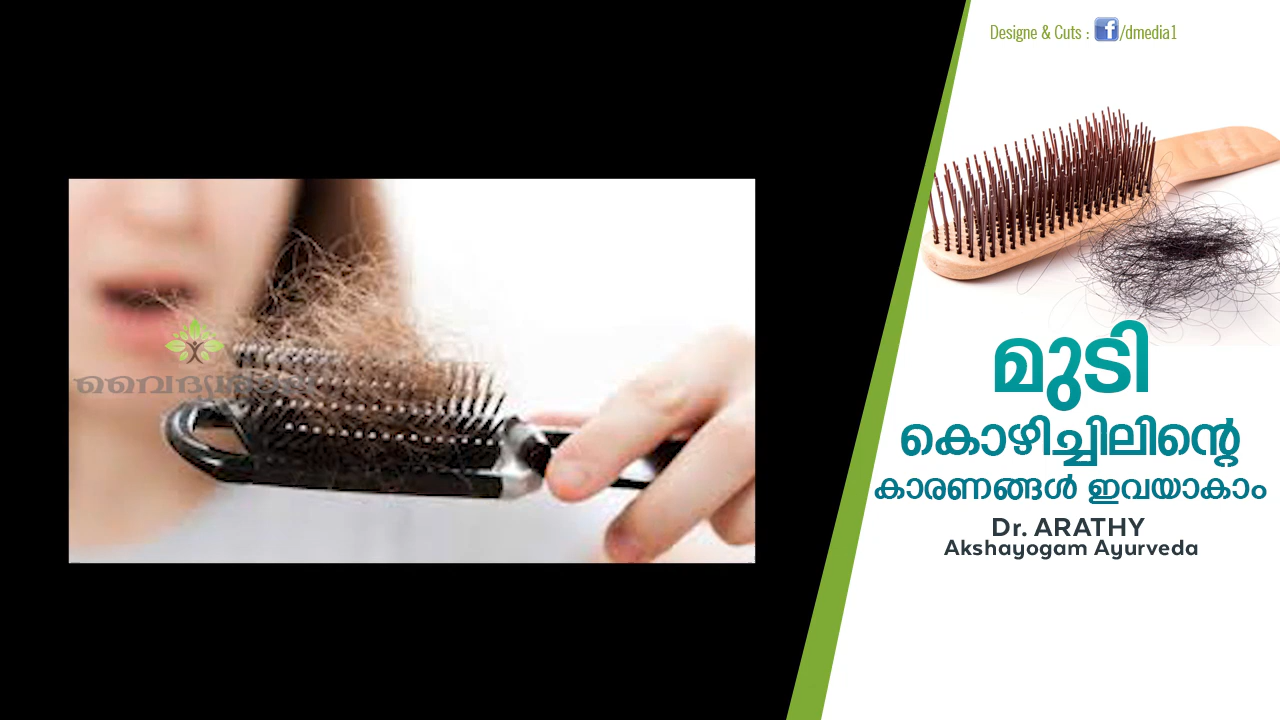 Designe & Cuts : f/dmedia1
മുടി
കൊഴിച്ചിലിന്റെ
കാരണങ്ങൾ ഇവയാകാം
Dr. ARATHY
Akshayogam Ayurveda